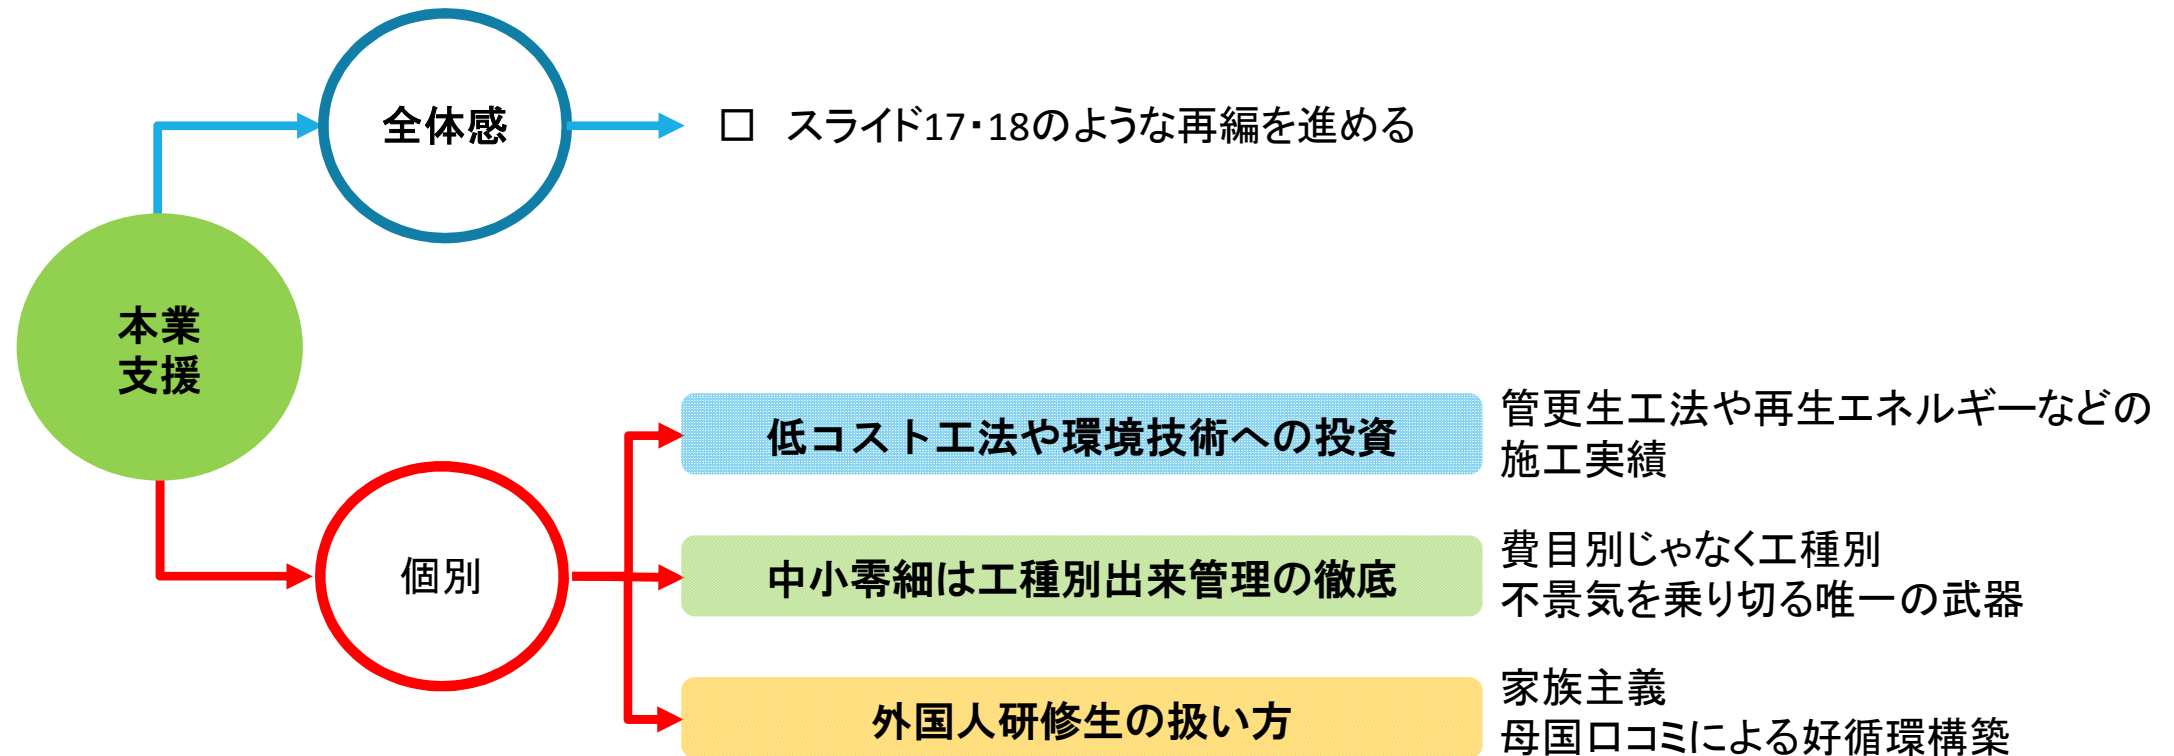 全体感
□ スライド17・18のような再編を進める
本業
支援
低コスト工法や環境技術への投資
管更生工法や再生エネルギーなどの
施工実績
個別
中小零細は工種別出来管理の徹底
費目別じゃなく工種別
不景気を乗り切る唯一の武器
外国人研修生の扱い方
家族主義
母国口コミによる好循環構築